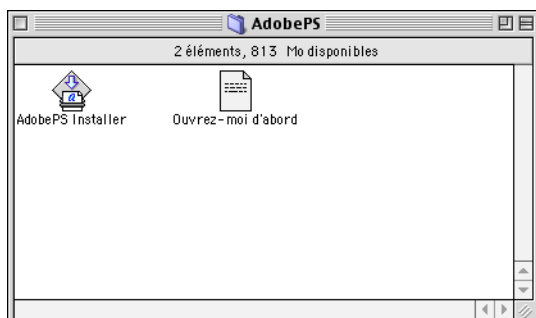 AdobePS
2 éléments, 813 Mo disponibles
AdobePS Installer
Ouvrez-moi d'abord